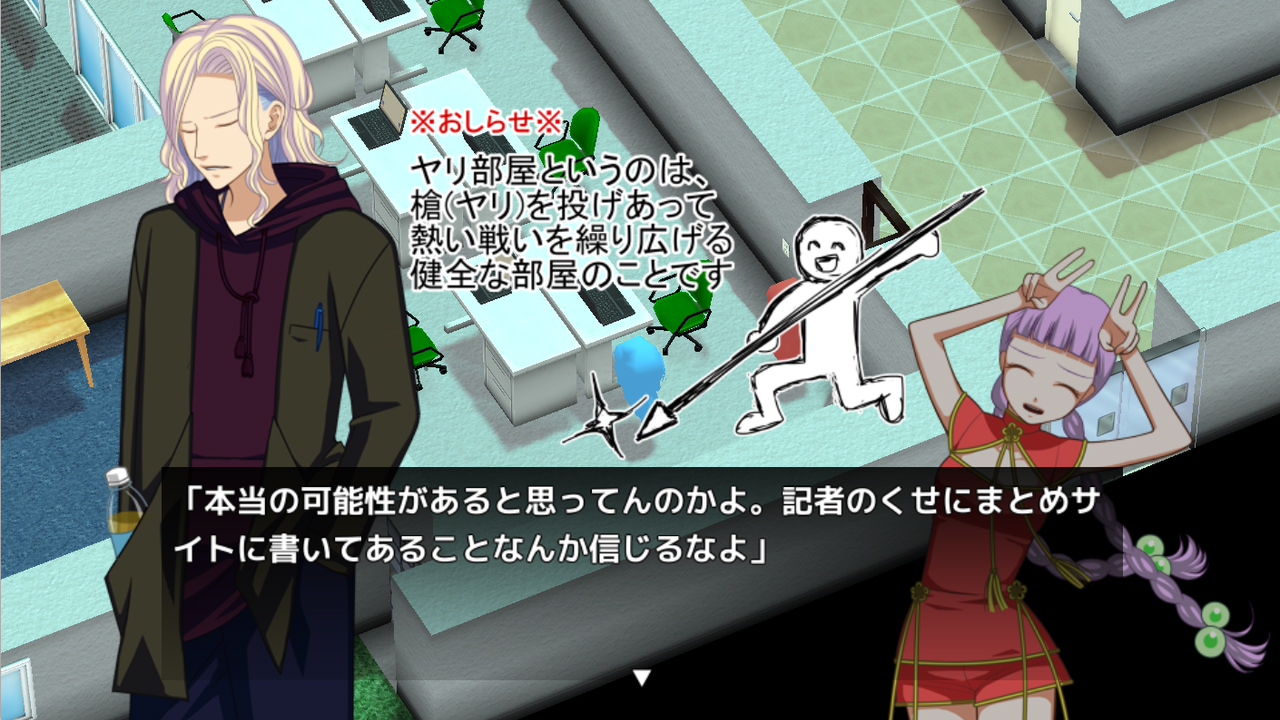 ※おしらせ※
ヤリ部屋というのは、
槍(ヤリ)を投げあって
熱い戦いを繰り広げる
健全な部屋のことです
「本当の可能性があると思ってんのかよ。記者のくせにまとめサ
イトに書いてあることなんか信じるなよ」